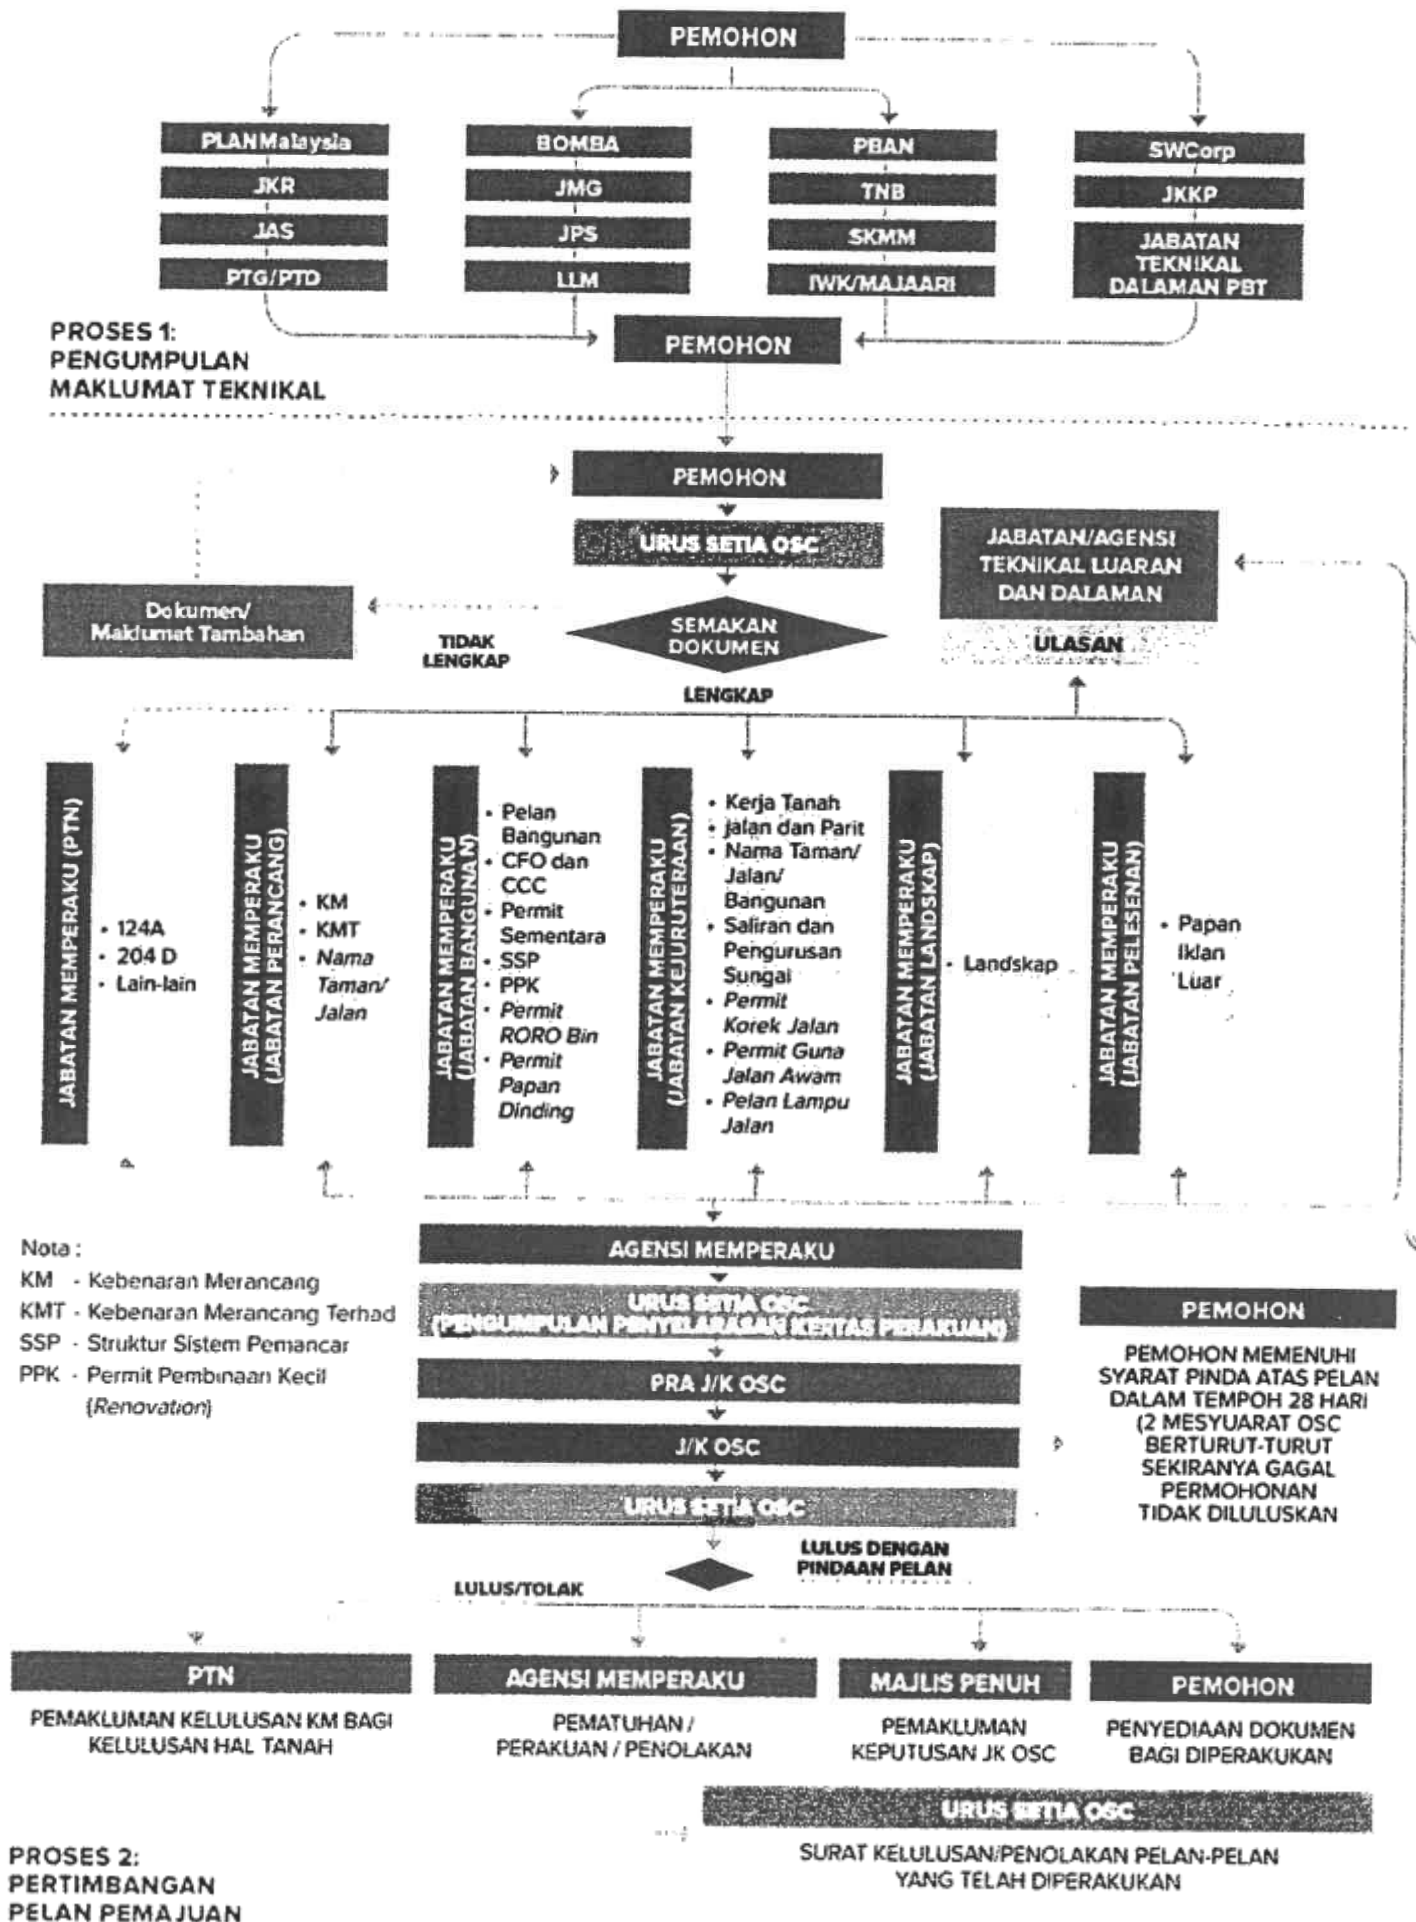 PEMOHON
PLANMalaysia
JKR
JAS
PTG/PTD
BOMBA
JMG
JPS
LLM
PBAN
TNB
SKMM
IWK/MAJAARI
SWCorp
JKKP
JABATAN
TEKNIKAL
DALAMAN PBT
PEMOHON
PROSES 1:
PENGUMPULAN
MAKLUMAT TEKNIKAL
PEMOHON
URUS SETIA OSC
JABATAN/AGENSI
TEKNIKAL LUARAN
DAN DALAMAN
ULASAN
Dokumen/
Maklumat Tambahan
TIDAK
LENGKAP
SEMAKAN
DOKUMEN
LENGKAP
JABATAN MEMPERAKU (PTN)
• 124A
• 204 D
• Lain-lain
JABATAN MEMPERAKU
(JABATAN PERANCANG)
• KM
• KMT
• Nama
Taman/
Jalan
JABATAN MEMPERAKU
(JABATAN BANGUNAN)
• Pelan
Bangunan
• CFO dan
CCC
• Permit
Sementara
• SSP
• PPK
• Permit
RORO Bin
• Permit
Papan
Dinding
JABATAN MEMPERAKU
(JABATAN KEJURUTERAAN)
• Kerja Tanah
• jalan dan Parit
• Nama Taman/
Jalan/
Bangunan
• Saliran dan
Pengurusan
Sungai
• Permit
Korek Jalan
• Permit Guna
Jalan Awam
• Pelan Lampu
Jalan
JABATAN MEMPERAKU
(JABATAN LANDSKAP)
• Landskap
JABATAN MEMPERAKU
(JABATAN PELESENAN)
• Papan
Iklan
Luar
AGENSI MEMPERAKU
URUS SETIA OSC
(PENGUMPULAN PENYELARASAN KERTAS PERAKUAN)
PRA J/K OSC
J/K OSC
URUS SETIA OSC
Nota :
KM - Kebenaran Merancang
KMT - Kebenaran Merancang Terhad
SSP - Struktur Sistem Pemancar
PPK - Permit Pembinaan Kecil
(Renovation)
PEMOHON
PEMOHON MEMENUHI
SYARAT PINDA ATAS PELAN
DALAM TEMPOH 28 HARI
(2 MESYUARAT OSC
BERTURUT-TURUT
SEKIRANYA GAGAL
PERMOHONAN
TIDAK DILULUSKAN
LULUS DENGAN
PINDAAN PELAN
LULUS/TOLAK
PTN
PEMAKLUMAN KELULUSAN KM BAGI
KELULUSAN HAL TANAH
AGENSI MEMPERAKU
PEMATUHAN /
PERAKUAN / PENOLAKAN
MAJLIS PENUH
PEMAKLUMAN
KEPUTUSAN JK OSC
PEMOHON
PENYEDIAAN DOKUMEN
BAGI DIPERAKUKAN
URUS SETIA OSC
SURAT KELULUSAN/PENOLAKAN PELAN-PELAN
YANG TELAH DIPERAKUKAN
PROSES 2:
PERTIMBANGAN
PELAN PEMAJUAN